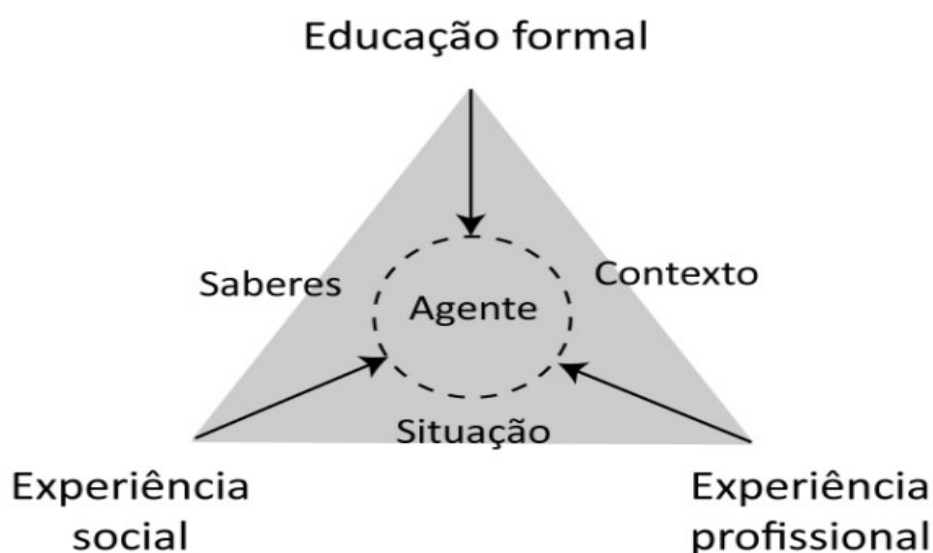 Educação formal
Saberes
Contexto
Agente
Situação
Experiência
social
Experiência
profissional